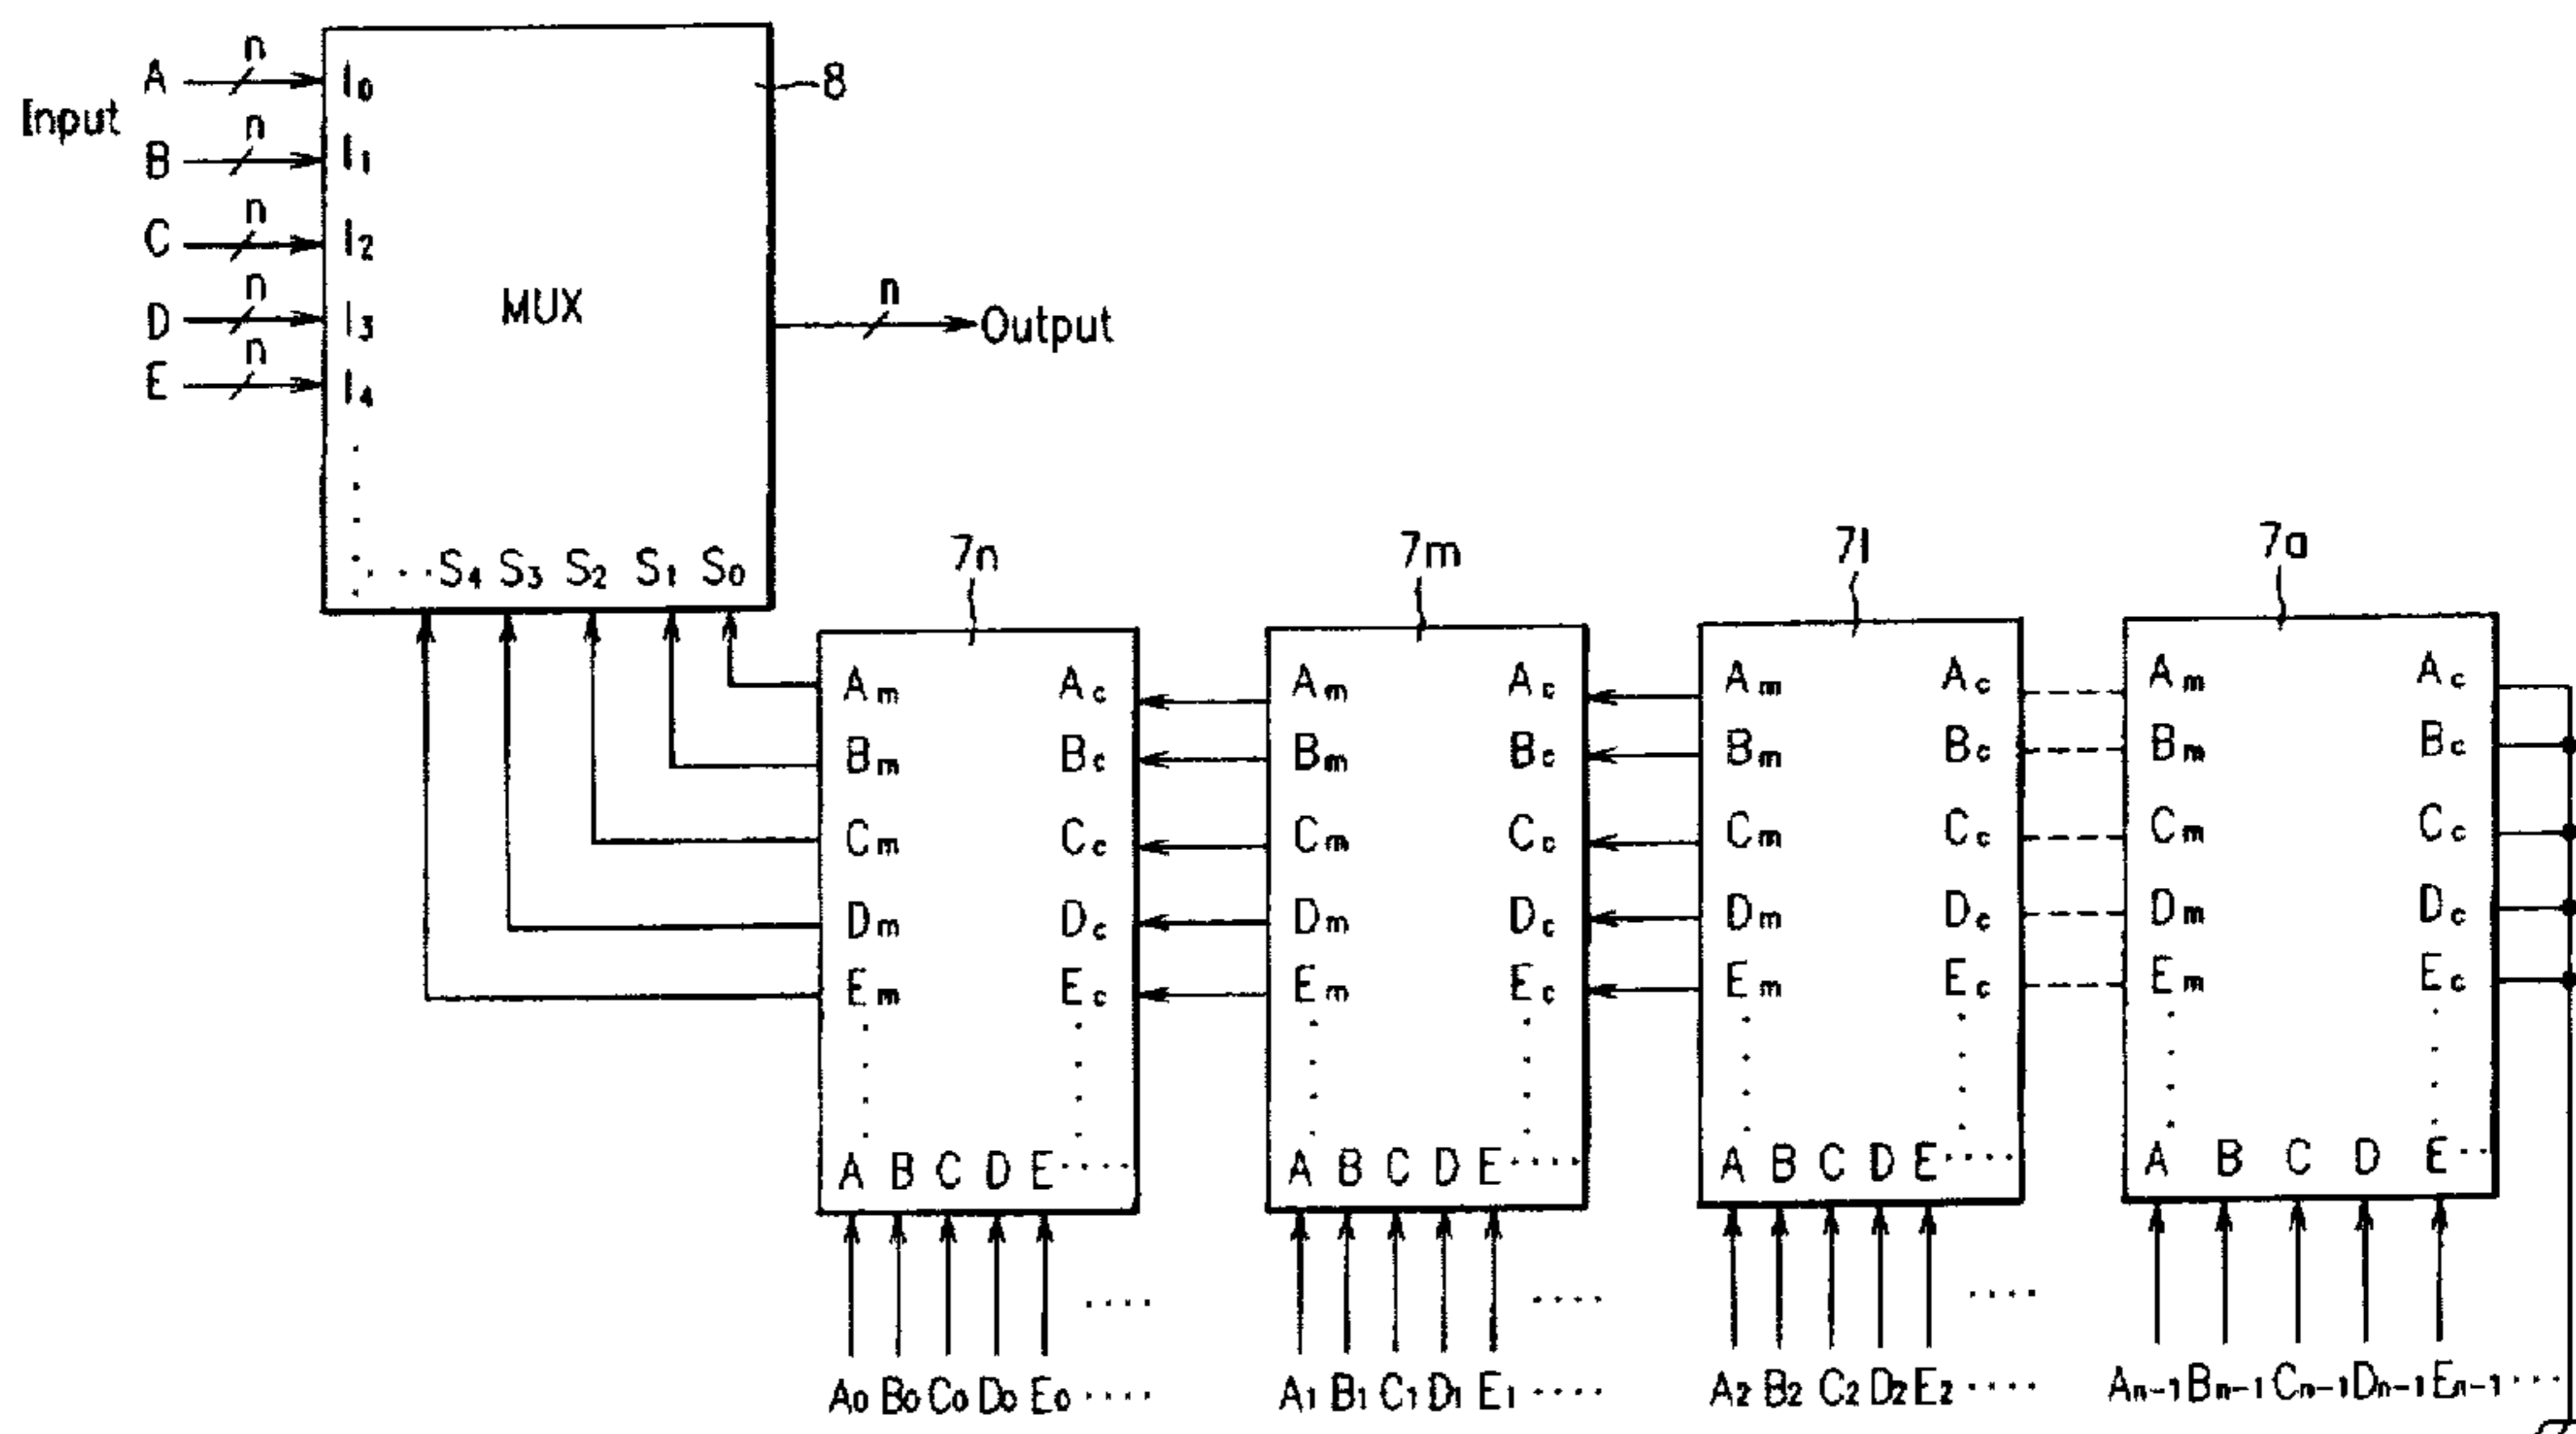 Input
A n I0
B n I1
C n I2
D n I3
E n I4
MUX
8
n Output
S4 S3 S2 S1 S0
7n 7m 7l 7a
Am Ac Am Ac Am Ac Am Ac
Bm Bc Bm Bc Bm Bc Bm Bc
Cm Cc Cm Cc Cm Cc Cm Cc
Dm Dc Dm Dc Dm Dc Dm Dc
Em Ec Em Ec Em Ec Em Ec
A B C D E .... A B C D E .... A B C D E .... A B C D E ...
A0 B0 C0 D0 E0 .... A1 B1 C1 D1 E1 .... A2 B2 C2 D2 E2 .... An-1 Bn-1 Cn-1 Dn-1 En-1 ....